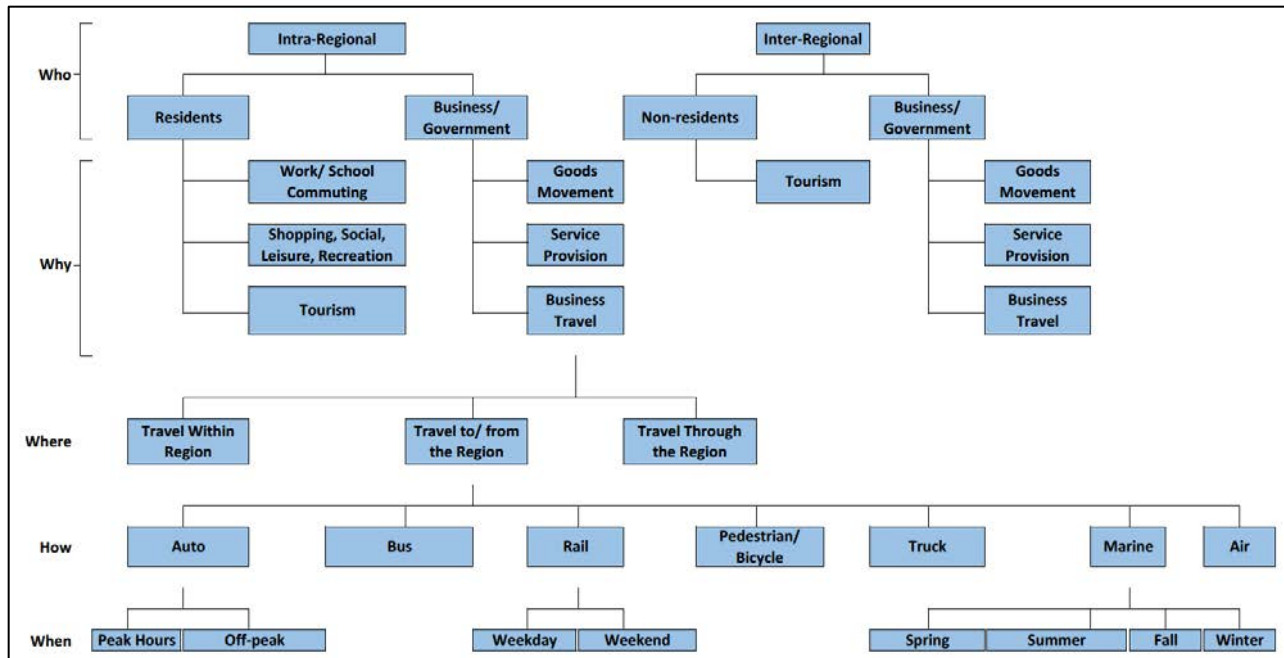 Intra-Regional
Inter-Regional
Who
Residents
Business/
Government
Non-residents
Business/
Government
Why
Work/ School
Commuting
Goods
Movement
Tourism
Goods
Movement
Shopping, Social,
Leisure, Recreation
Service
Provision
Service
Provision
Tourism
Business
Travel
Business
Travel
Where
Travel Within
Region
Travel to/ from
the Region
Travel Through
the Region
How
Auto
Bus
Rail
Pedestrian/
Bicycle
Truck
Marine
Air
When
Peak Hours
Off-peak
Weekday
Weekend
Spring
Summer
Fall
Winter